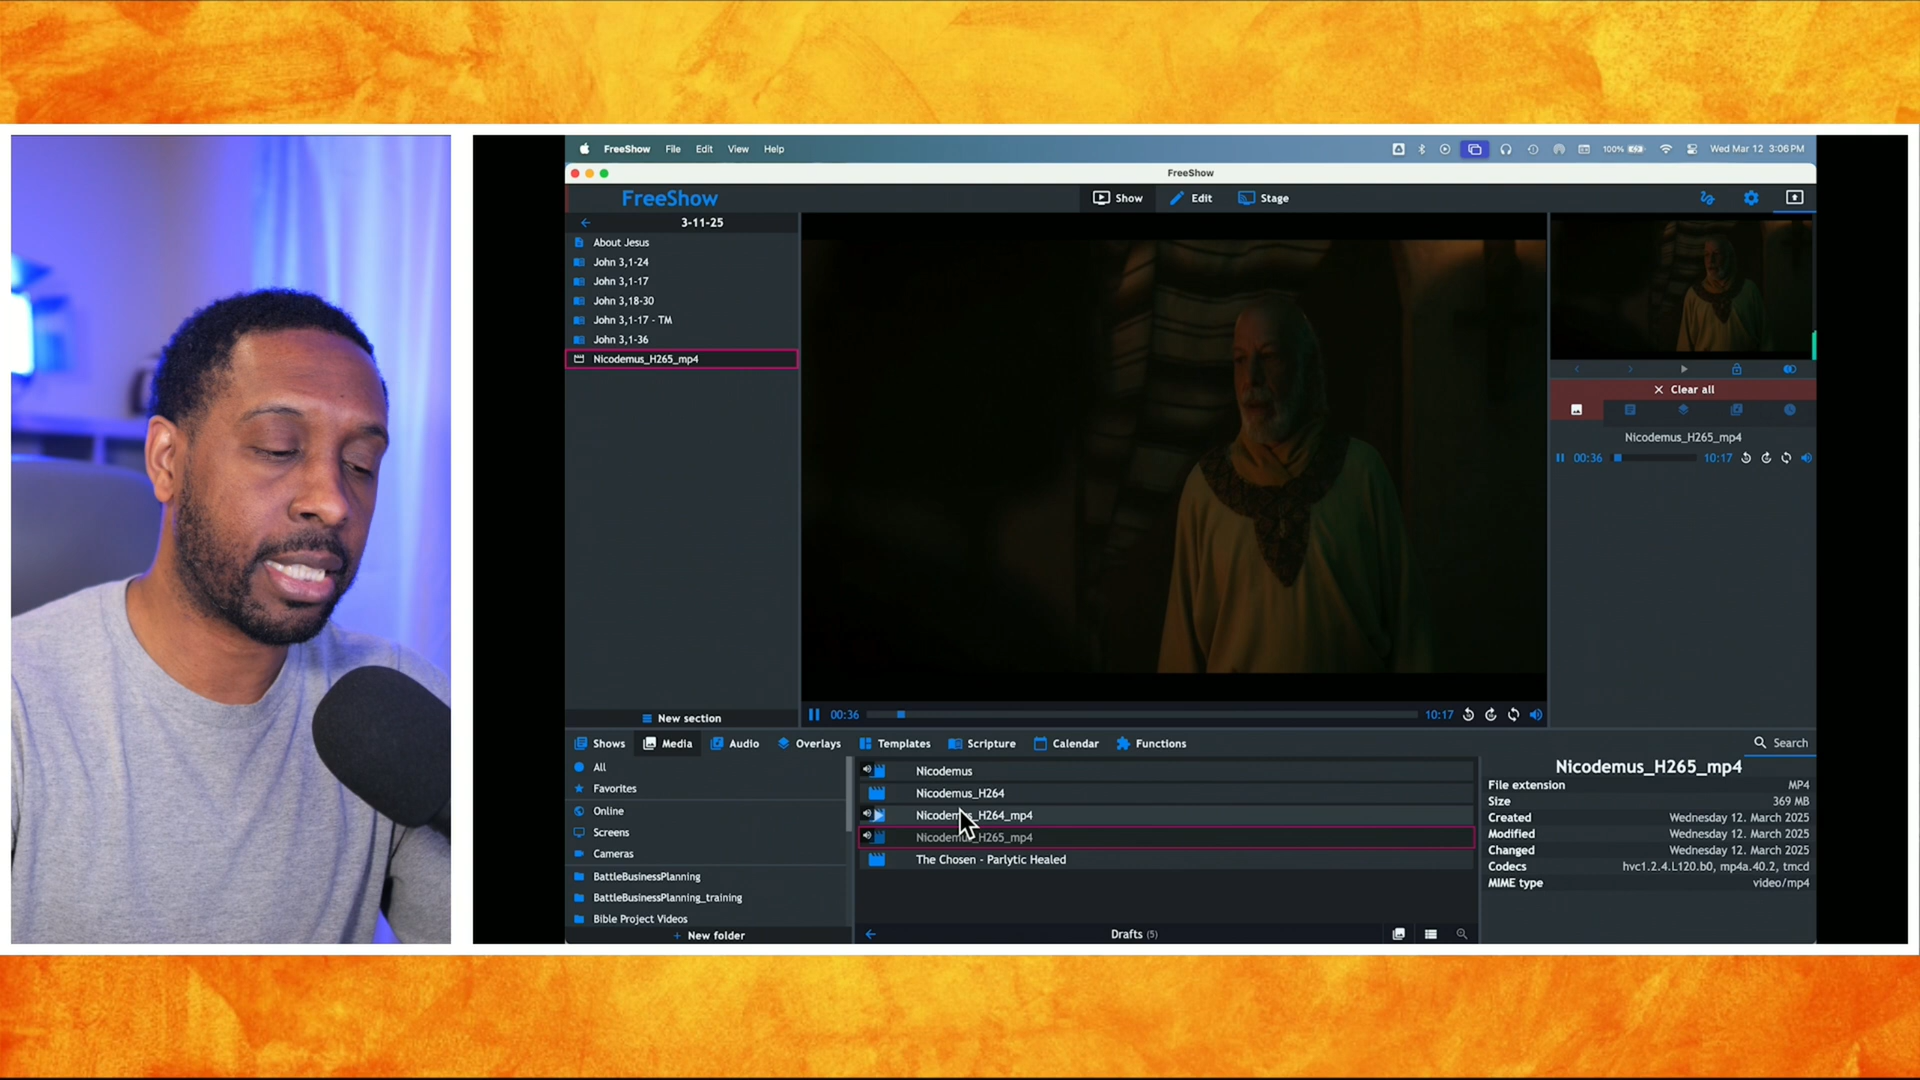 FreeShow File Edit View Help
100% Wed Mar 12 3:06 PM
FreeShow
FreeShow
Show Edit Stage
3-11-25
About Jesus
John 3,1-24
John 3,1-17
John 3,18-30
John 3,1-17 - TM
John 3,1-36
Nicodemus_H265_mp4
New section
00:36 10:17
Clear all
Nicodemus_H265_mp4
00:36 10:17
Shows Media Audio Overlays Templates Scripture Calendar Functions Search
All
Favorites
Online
Screens
Cameras
BattleBusinessPlanning
BattleBusinessPlanning_training
Bible Project Videos
+ New folder
Nicodemus
Nicodemus_H264
Nicodemus_H264_mp4
Nicodemus_H265_mp4
The Chosen - Parlytic Healed
Drafts (5)
Nicodemus_H265_mp4
File extension MP4
Size 369 MB
Created Wednesday 12. March 2025
Modified Wednesday 12. March 2025
Changed Wednesday 12. March 2025
Codecs hvc1.2.4.L120.b0, mp4a.40.2, tmcd
MIME type video/mp4